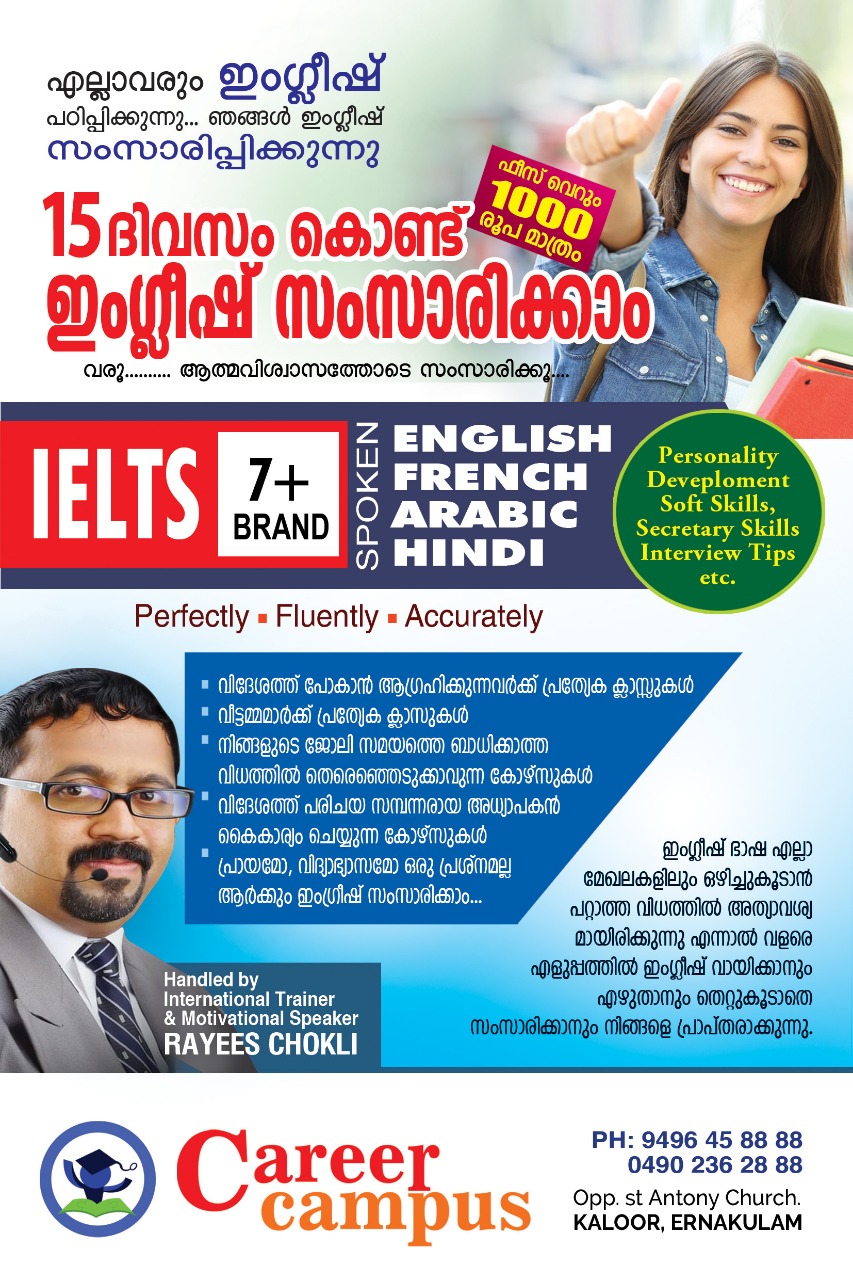 എല്ലാവരും ഇംഗ്ലീഷ്
പഠിപ്പിക്കുന്നു... ഞങ്ങൾ ഇംഗ്ലീഷ്
സംസാരിപ്പിക്കുന്നു
ഫീസ് വെറും
1000
രൂപ മാത്രം
15 ദിവസം കൊണ്ട്
ഇംഗ്ലീഷ് സംസാരിക്കാം
വരൂ.......... ആത്മവിശ്വാസത്തോടെ സംസാരിക്കൂ....
IELTS
7+
BRAND
SPOKEN
ENGLISH
FRENCH
ARABIC
HINDI
Personality
Deveploment
Soft Skills,
Secretary Skills
Interview Tips
etc.
Perfectly ▪ Fluently ▪ Accurately
▪ വിദേശത്ത് പോകാൻ ആഗ്രഹിക്കുന്നവർക്ക് പ്രത്യേക ക്ലാസ്സുകൾ
▪ വീട്ടമ്മമാർക്ക് പ്രത്യേക ക്ലാസുകൾ
▪ നിങ്ങളുടെ ജോലി സമയത്തെ ബാധിക്കാത്ത
വിധത്തിൽ തെരെഞ്ഞെടുക്കാവുന്ന കോഴ്സുകൾ
▪ വിദേശത്ത് പരിചയ സമ്പന്നരായ അധ്യാപകൻ
കൈകാര്യം ചെയ്യുന്ന കോഴ്സുകൾ
▪ പ്രായമോ, വിദ്യാഭ്യാസമോ ഒരു പ്രശ്നമല്ല
ആർക്കും ഇംഗ്രീഷ് സംസാരിക്കാം...
ഇംഗ്ലീഷ് ഭാഷ എല്ലാ
മേഖലകളിലും ഒഴിച്ചുകൂടാൻ
പറ്റാത്ത വിധത്തിൽ അത്യാവശ്യ
മായിരിക്കുന്നു എന്നാൽ വളരെ
എളുപ്പത്തിൽ ഇംഗ്ലീഷ് വായിക്കാനും
എഴുതാനും തെറ്റുകൂടാതെ
സംസാരിക്കാനും നിങ്ങളെ പ്രാപ്തരാക്കുന്നു.
Handled by
International Trainer
& Motivational Speaker
RAYEES CHOKLI
Career
campus
PH: 9496 45 88 88
0490 236 28 88
Opp. st Antony Church.
KALOOR, ERNAKULAM